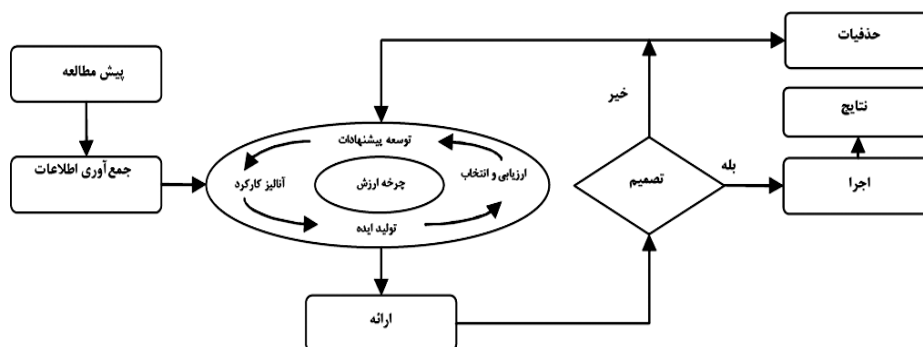 پیش مطالعه
جمع‌آوری اطلاعات
توسعه پیشنهادات
آنالیز کارکرد
چرخه ارزش
ارزیابی و انتخاب
تولید ایده
ارائه
تصمیم
خیر
بله
حذفیات
نتایج
اجرا